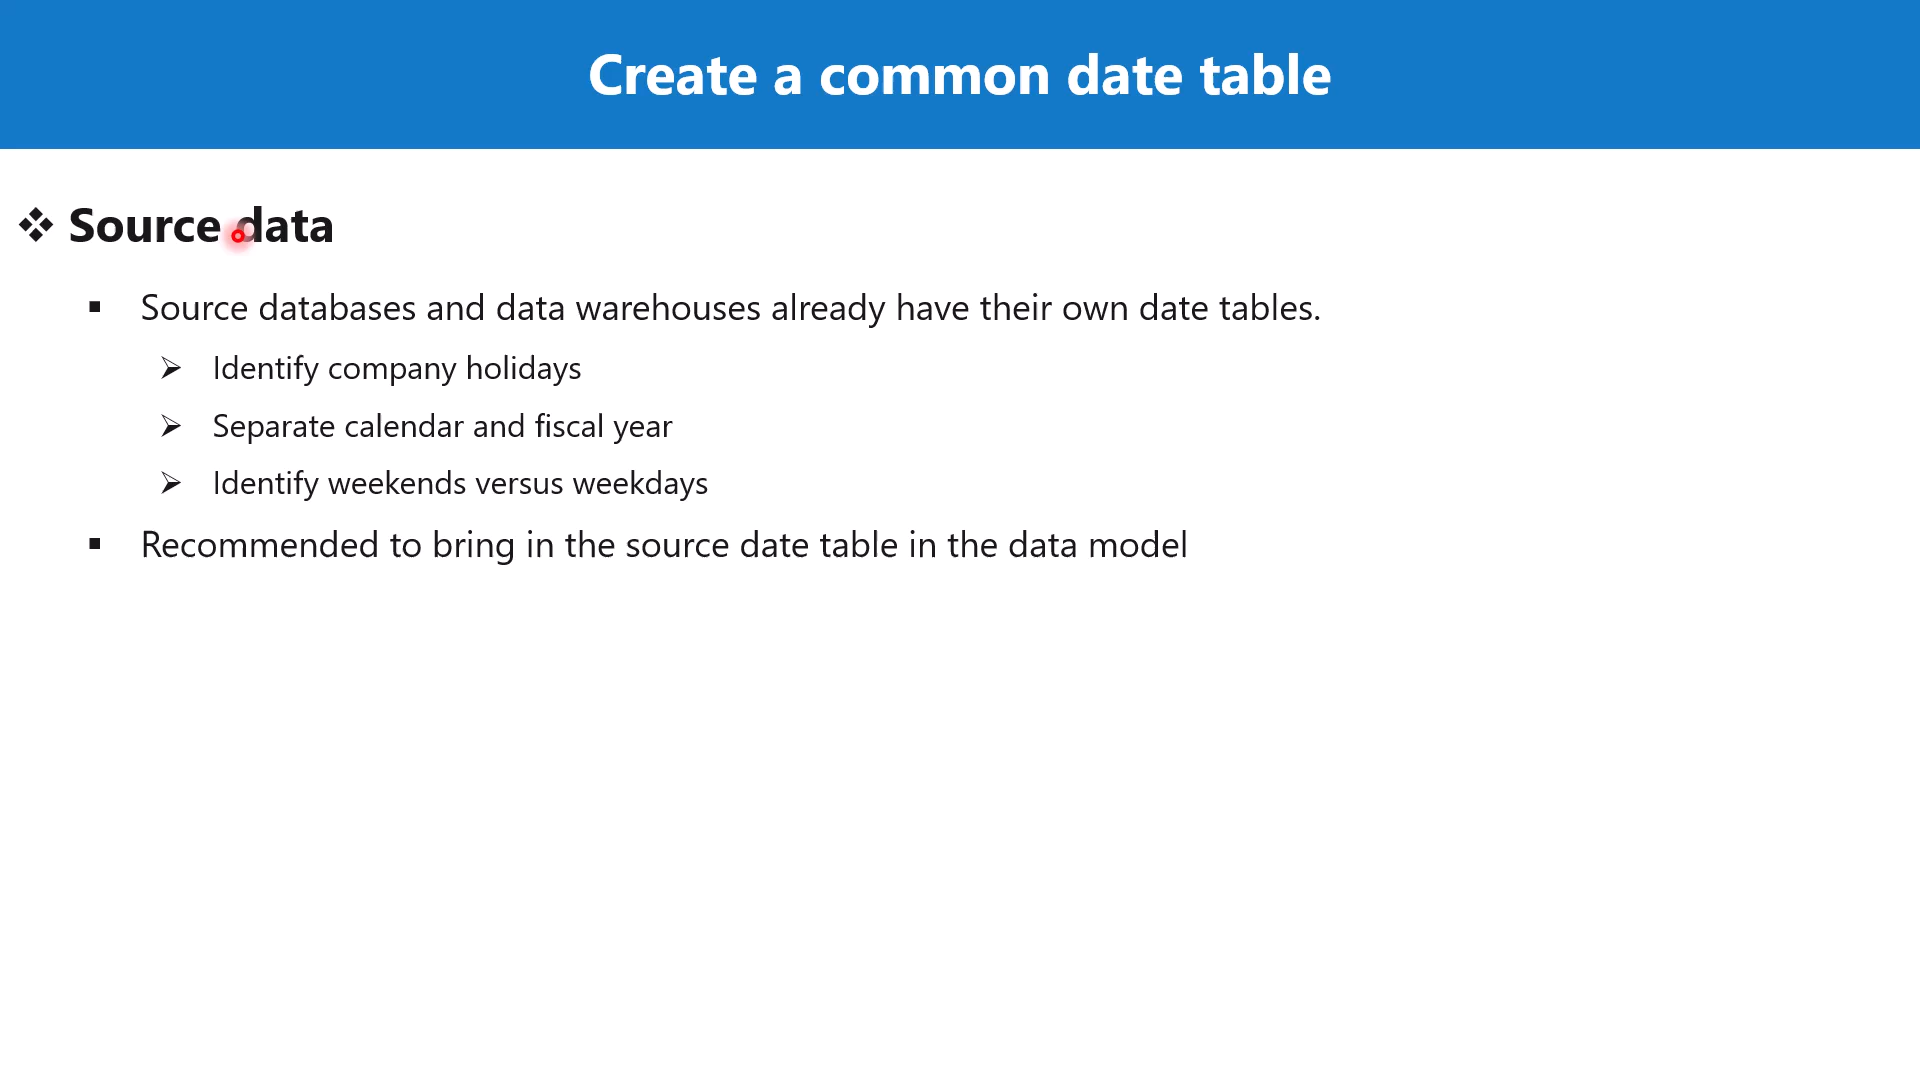 Create a common date table
Source data
Source databases and data warehouses already have their own date tables.
Identify company holidays
Separate calendar and fiscal year
Identify weekends versus weekdays
Recommended to bring in the source date table in the data model